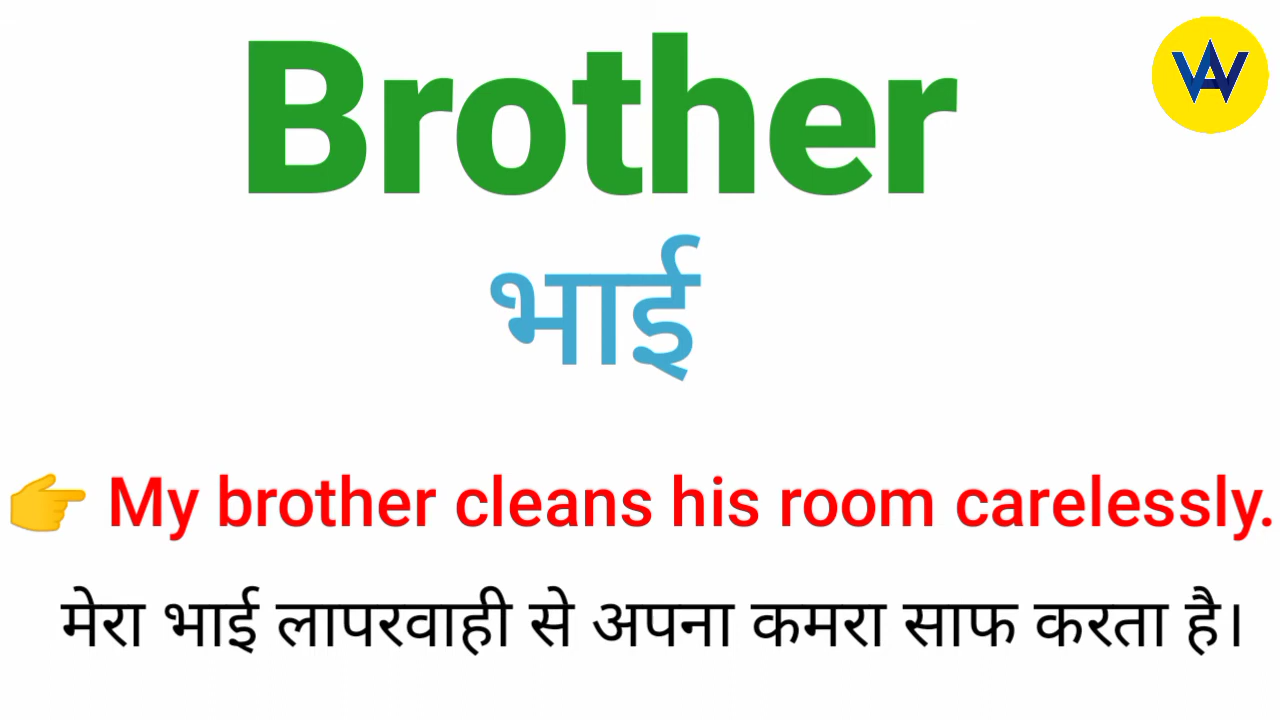 Brother
भाई
👉 My brother cleans his room carelessly.
मेरा भाई लापरवाही से अपना कमरा साफ करता है।